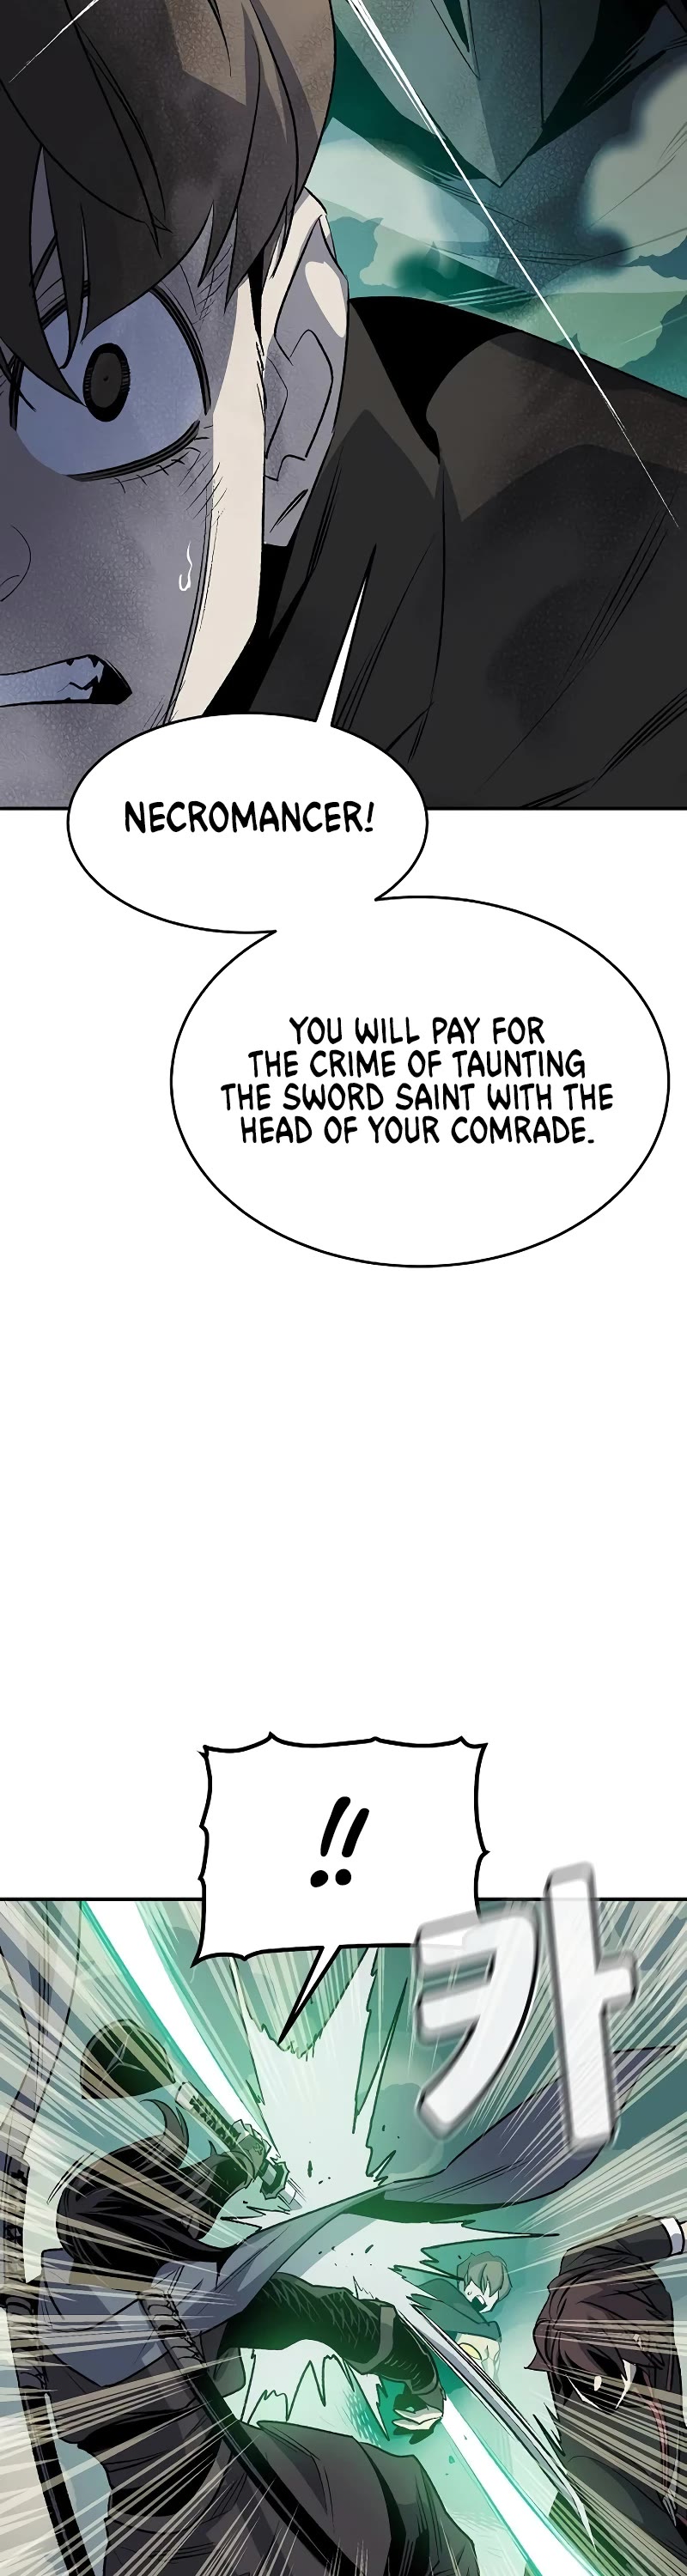 NECROMANCER!
YOU WILL PAY FOR
THE CRIME OF TAUNTING
THE SWORD SAINT WITH THE
HEAD OF YOUR COMRADE.
!!
카